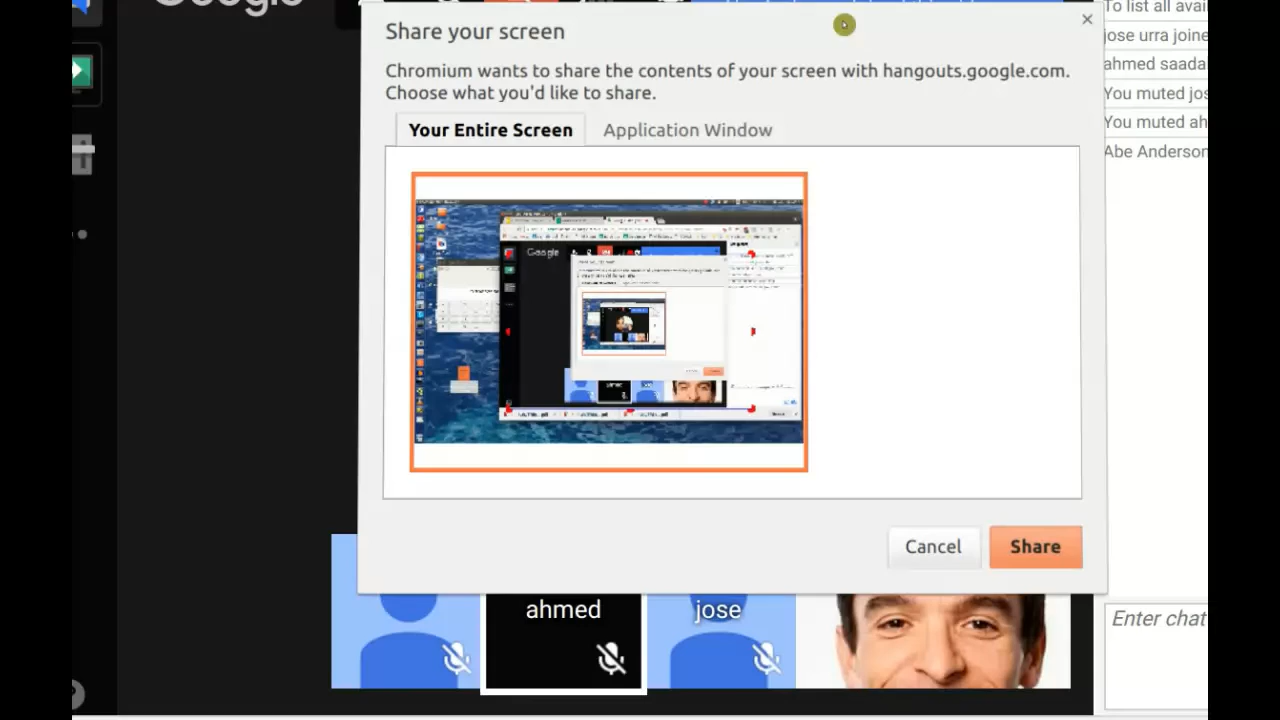 Google
To list all avai
Share your screen
jose urra joine
Chromium wants to share the contents of your screen with hangouts.google.com.
ahmed saada
Choose what you'd like to share.
You muted jos
Your Entire Screen
Application Window
You muted ah
Abe Anderson
Google
Cancel
Share
ahmed
jose
Enter chat